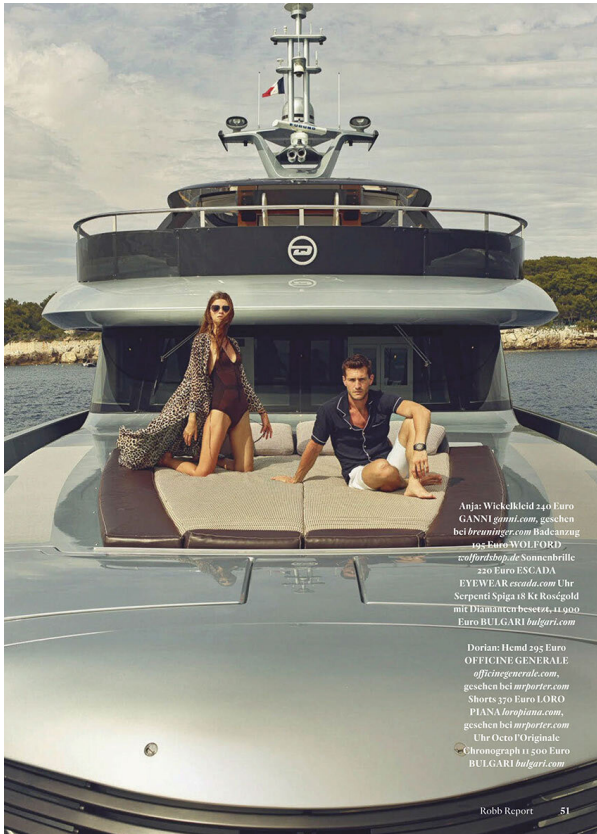 FURUNO
Anja: Wickelkleid 240 Euro
GANNI ganni.com, gesehen
bei breuninger.com Badeanzug
195 Euro WOLFORD
wolfordshop.de Sonnenbrille
220 Euro ESCADA
EYEWEAR escada.com Uhr
Serpenti Spiga 18 Kt Roségold
mit Diamanten besetzt, 11.900
Euro BULGARI bulgari.com
Dorian: Hemd 295 Euro
OFFICINE GENERALE
officinegenerale.com,
gesehen bei mrporter.com
Shorts 370 Euro LORO
PIANA loropiana.com,
gesehen bei mrporter.com
Uhr Octo l'Originale
Chronograph 11 500 Euro
BULGARI bulgari.com
Robb Report 51